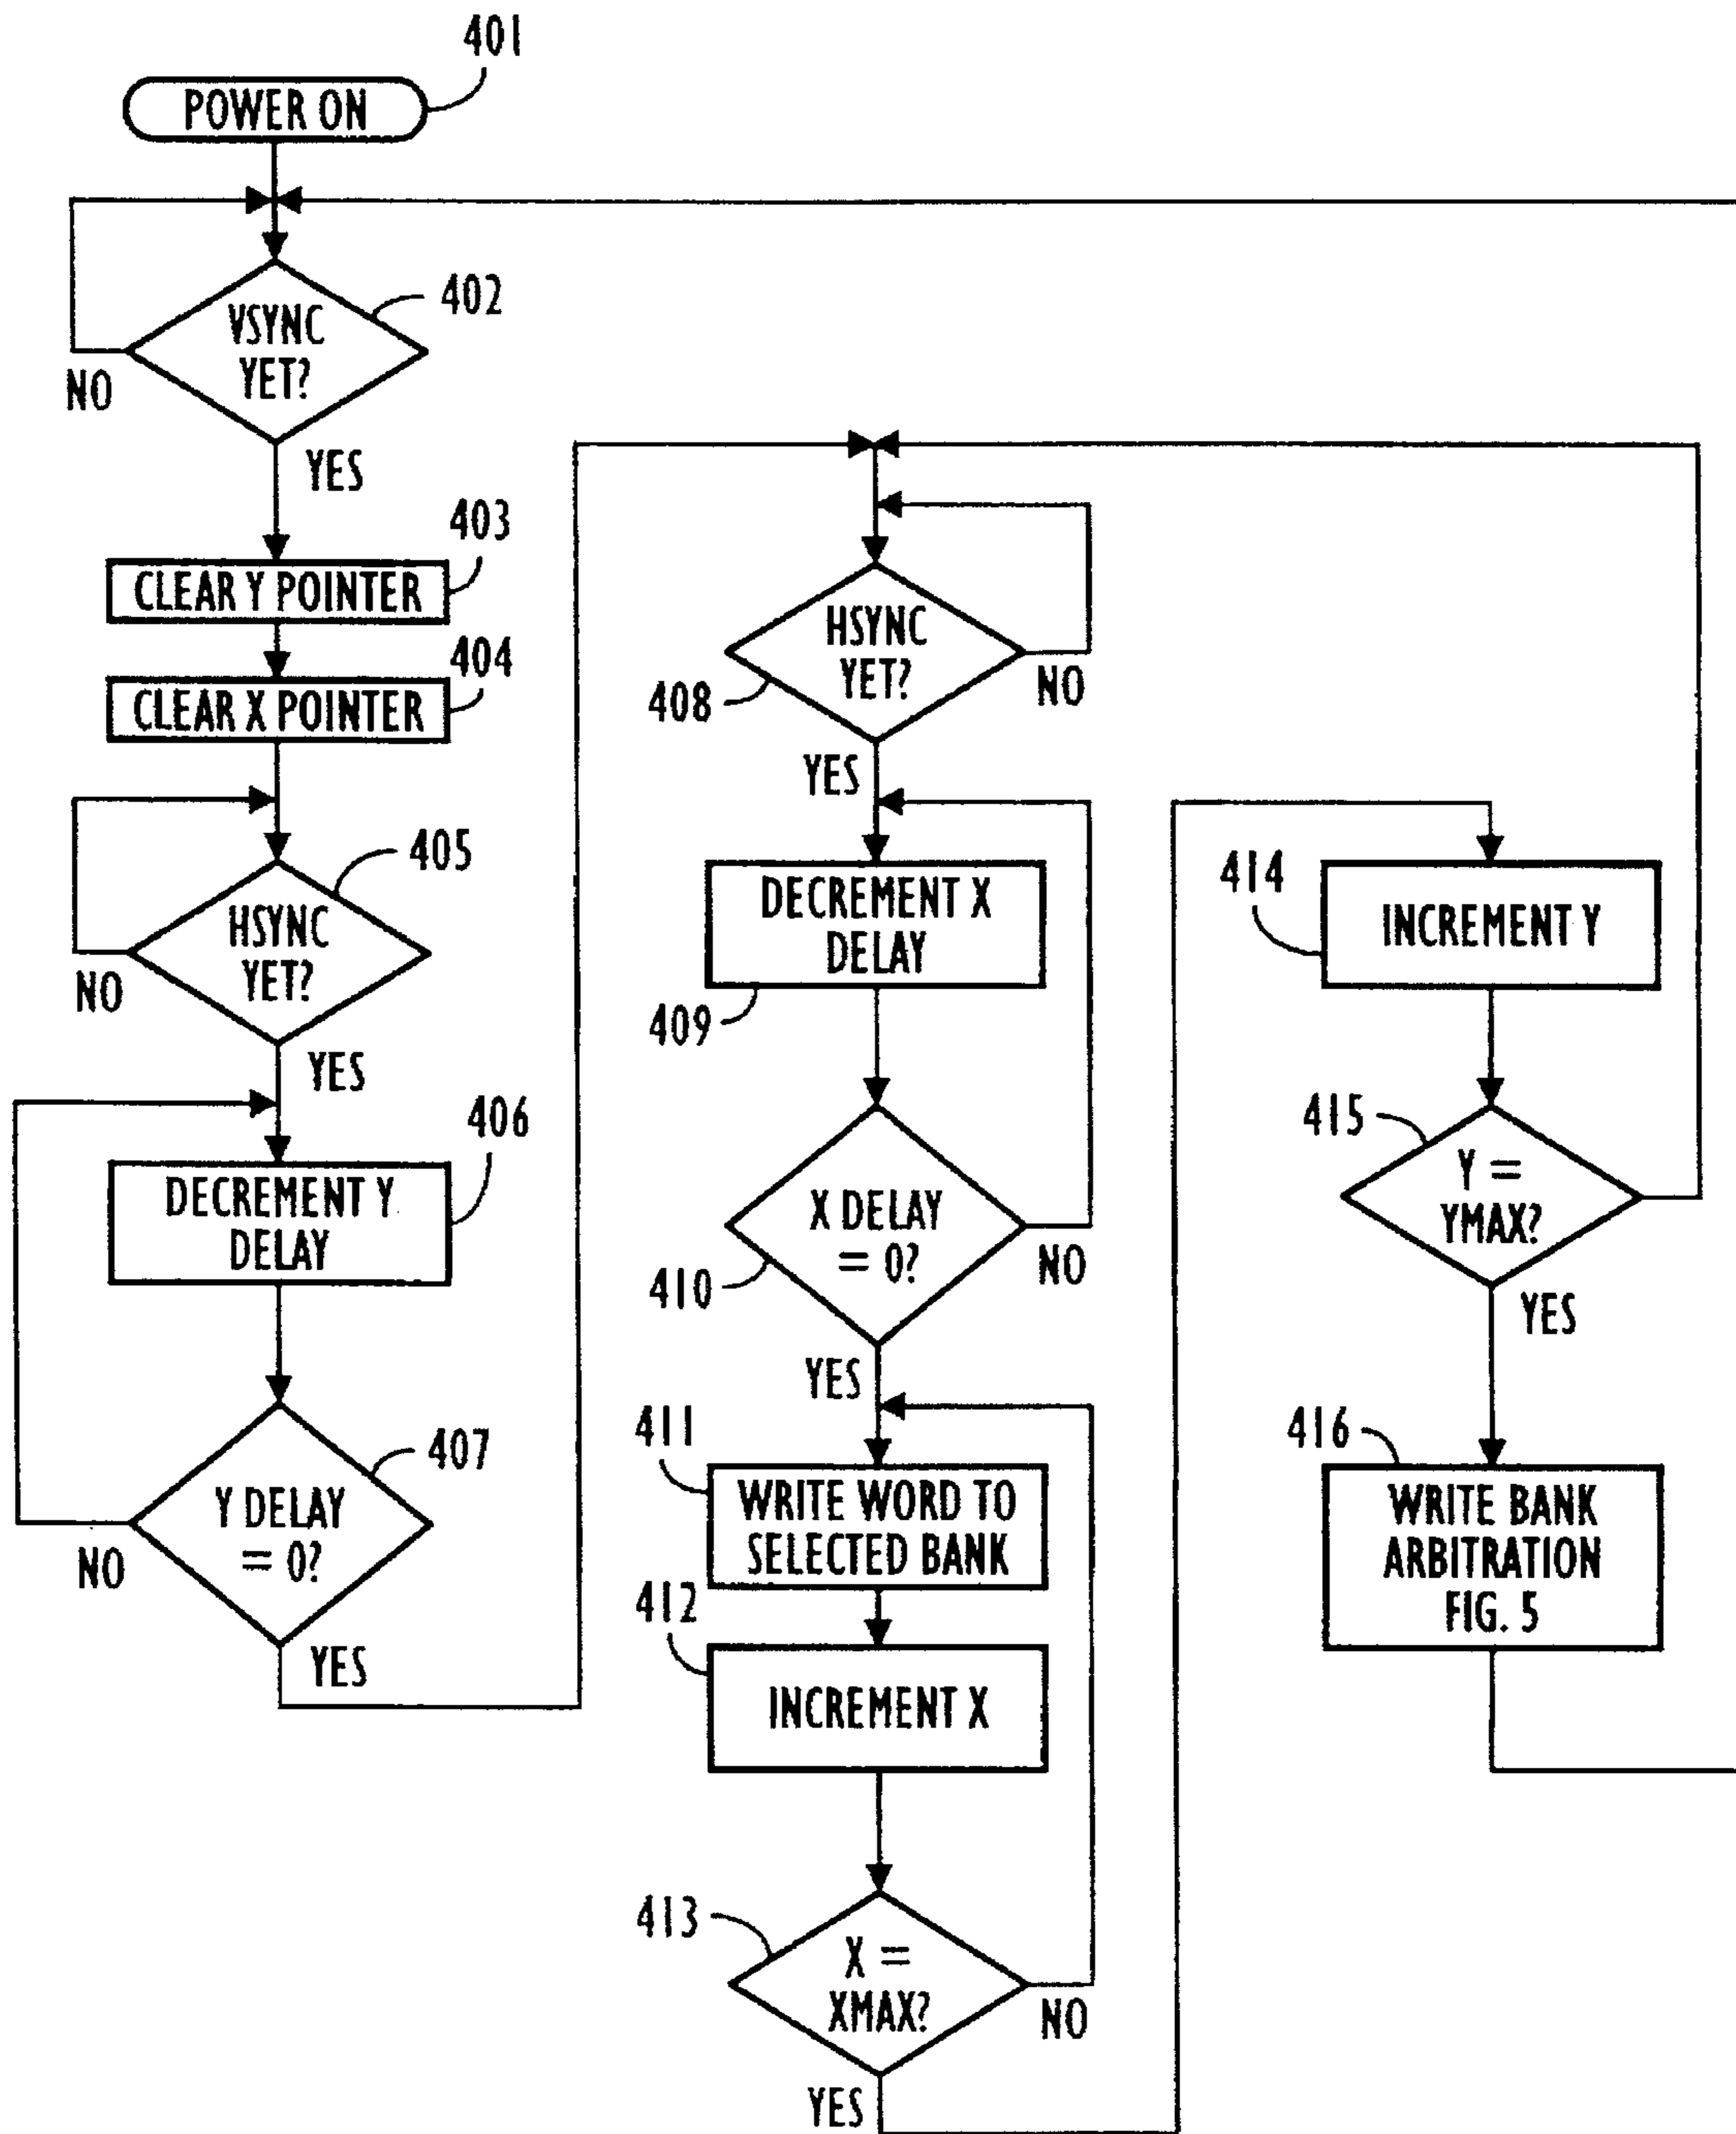 401
POWER ON
402
VSYNC
YET?
NO
YES
403
CLEAR Y POINTER
404
CLEAR X POINTER
405
HSYNC
YET?
NO
YES
406
DECREMENT Y
DELAY
407
Y DELAY
= 0?
NO
YES
HSYNC
YET?
408
NO
YES
DECREMENT X
DELAY
409
X DELAY
= 0?
410
NO
YES
411
WRITE WORD TO
SELECTED BANK
412
INCREMENT X
413
X =
XMAX?
NO
YES
414
INCREMENT Y
415
Y =
YMAX?
YES
416
WRITE BANK
ARBITRATION
FIG. 5